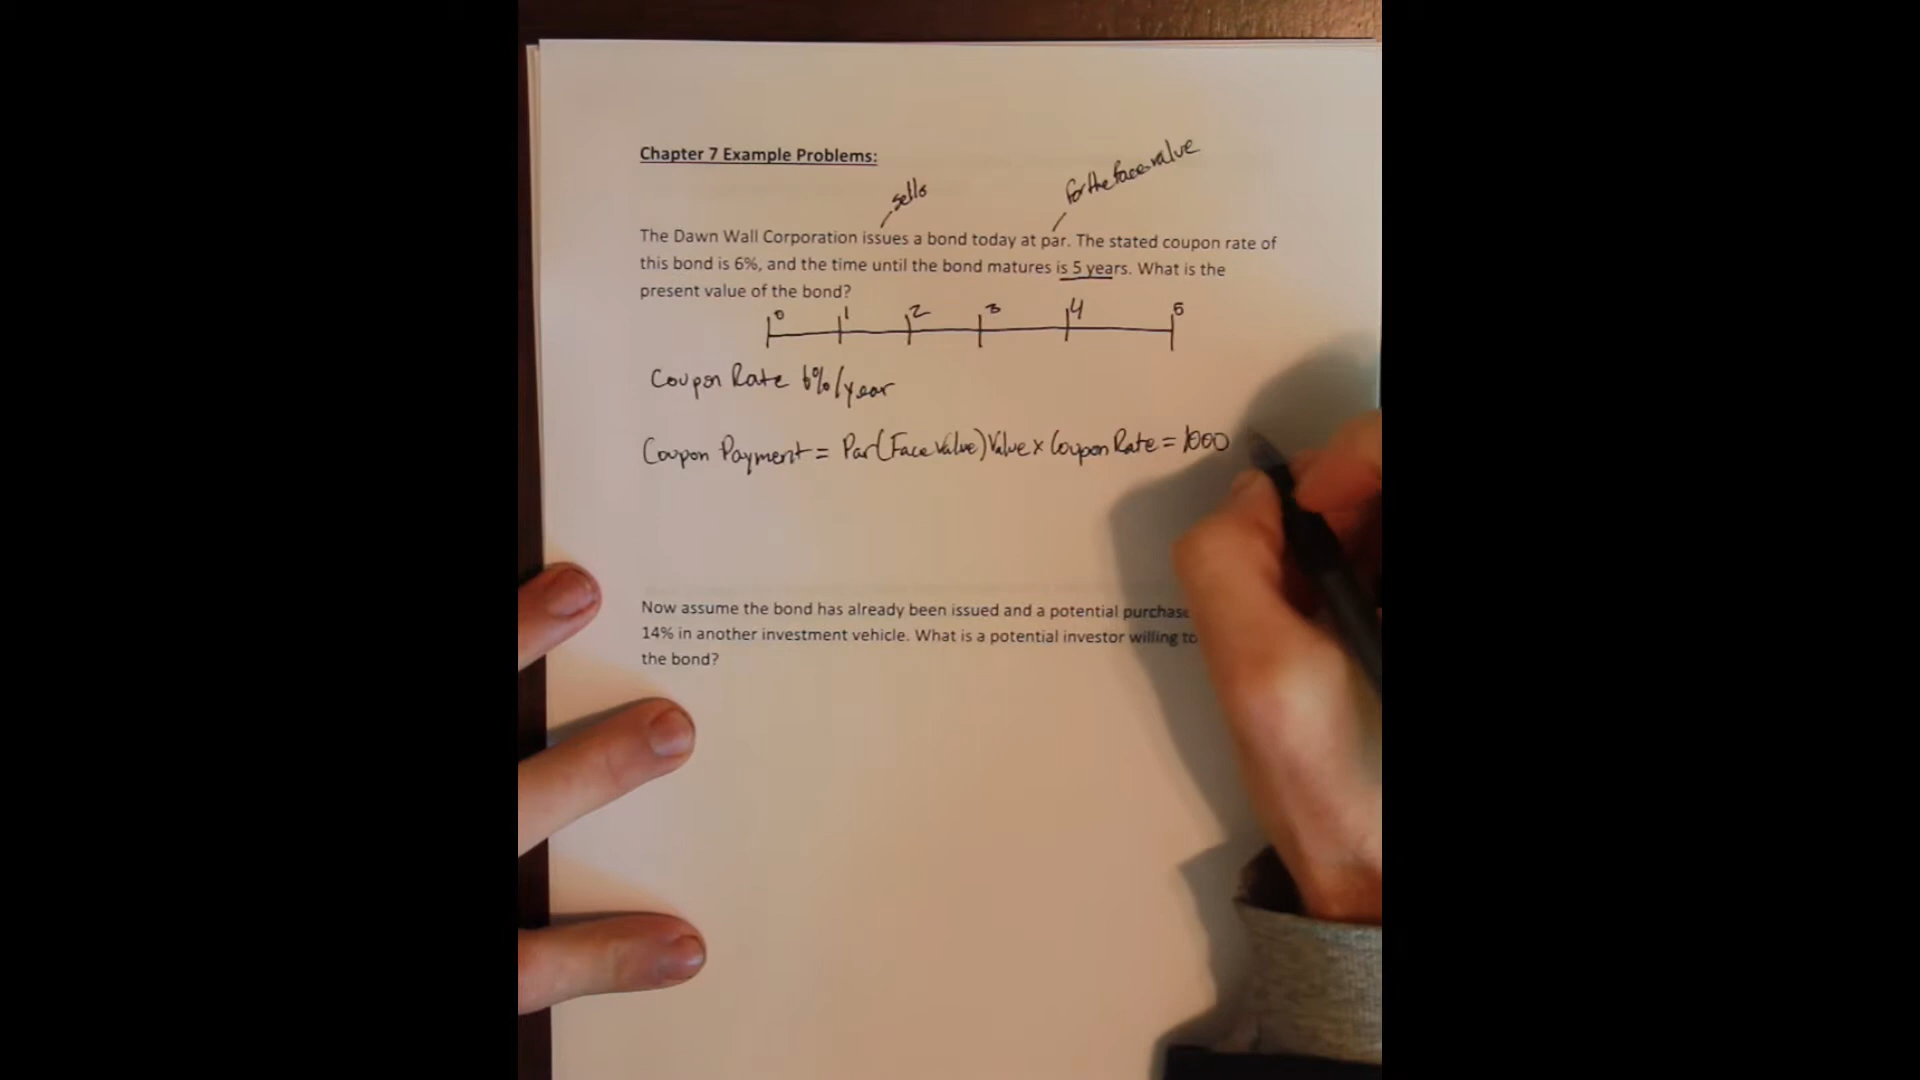 Chapter 7 Example Problems:
sells
for the face value
The Dawn Wall Corporation issues a bond today at par. The stated coupon rate of
this bond is 6%, and the time until the bond matures is 5 years. What is the
present value of the bond?
0 1 2 3 4 5
Coupon Rate 6%/year
Coupon Payment = Par(Face Value)Value x Coupon Rate = 1000
Now assume the bond has already been issued and a potential
14% in another investment vehicle. What is a potential investor willing to
the bond?